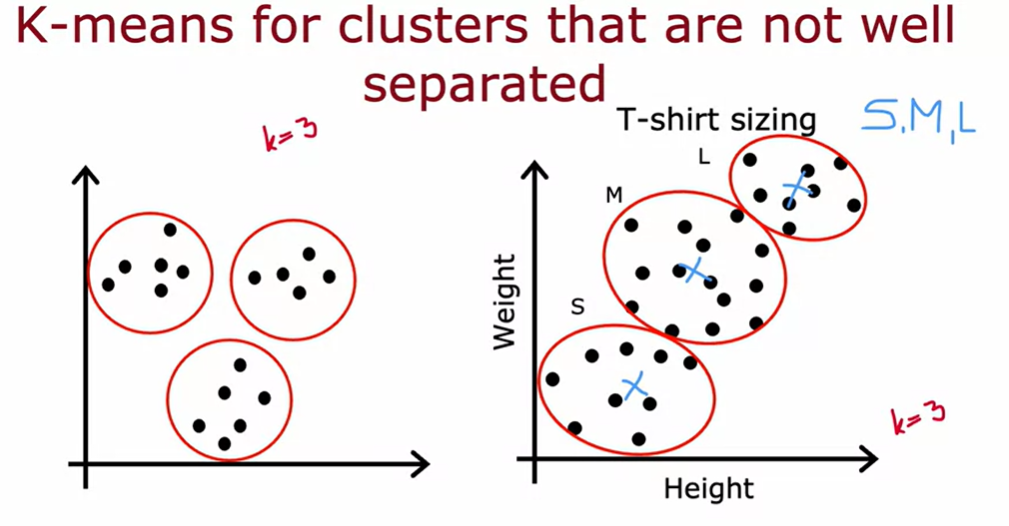 K-means for clusters that are not well
separated
k=3
T-shirt sizing
S,M,L
L
M
S
Weight
Height
k=3